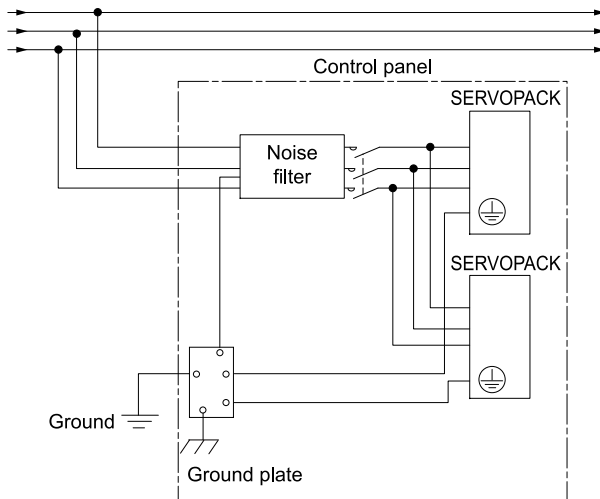 Control panel
SERVOPACK
Noise
filter
SERVOPACK
Ground
Ground plate